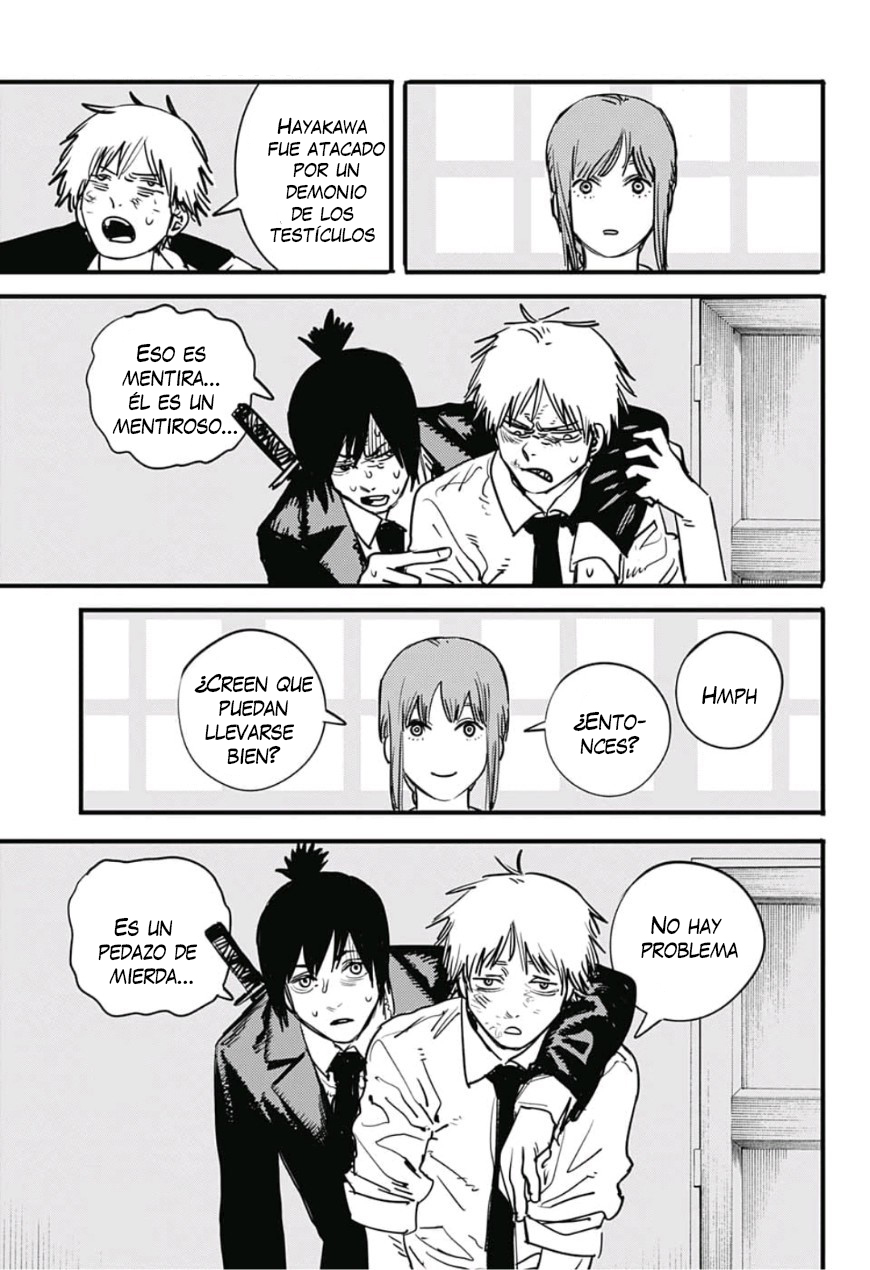 Hayakawa
fue atacado
por un
demonio
de los
testículos
Eso es
mentira...
él es un
mentiroso...
Hmph
¿Ento-
nces?
¿Creen que
puedan
llevarse
bien?
No hay
problema
Es un
pedazo de
mierda...